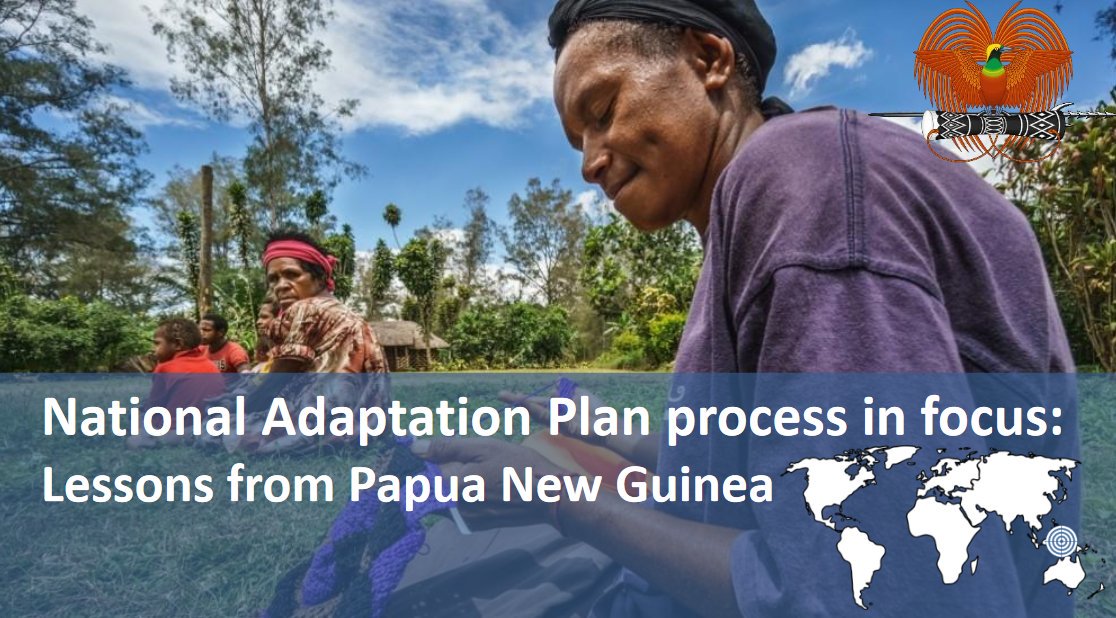 National Adaptation Plan process in focus:
Lessons from Papua New Guinea